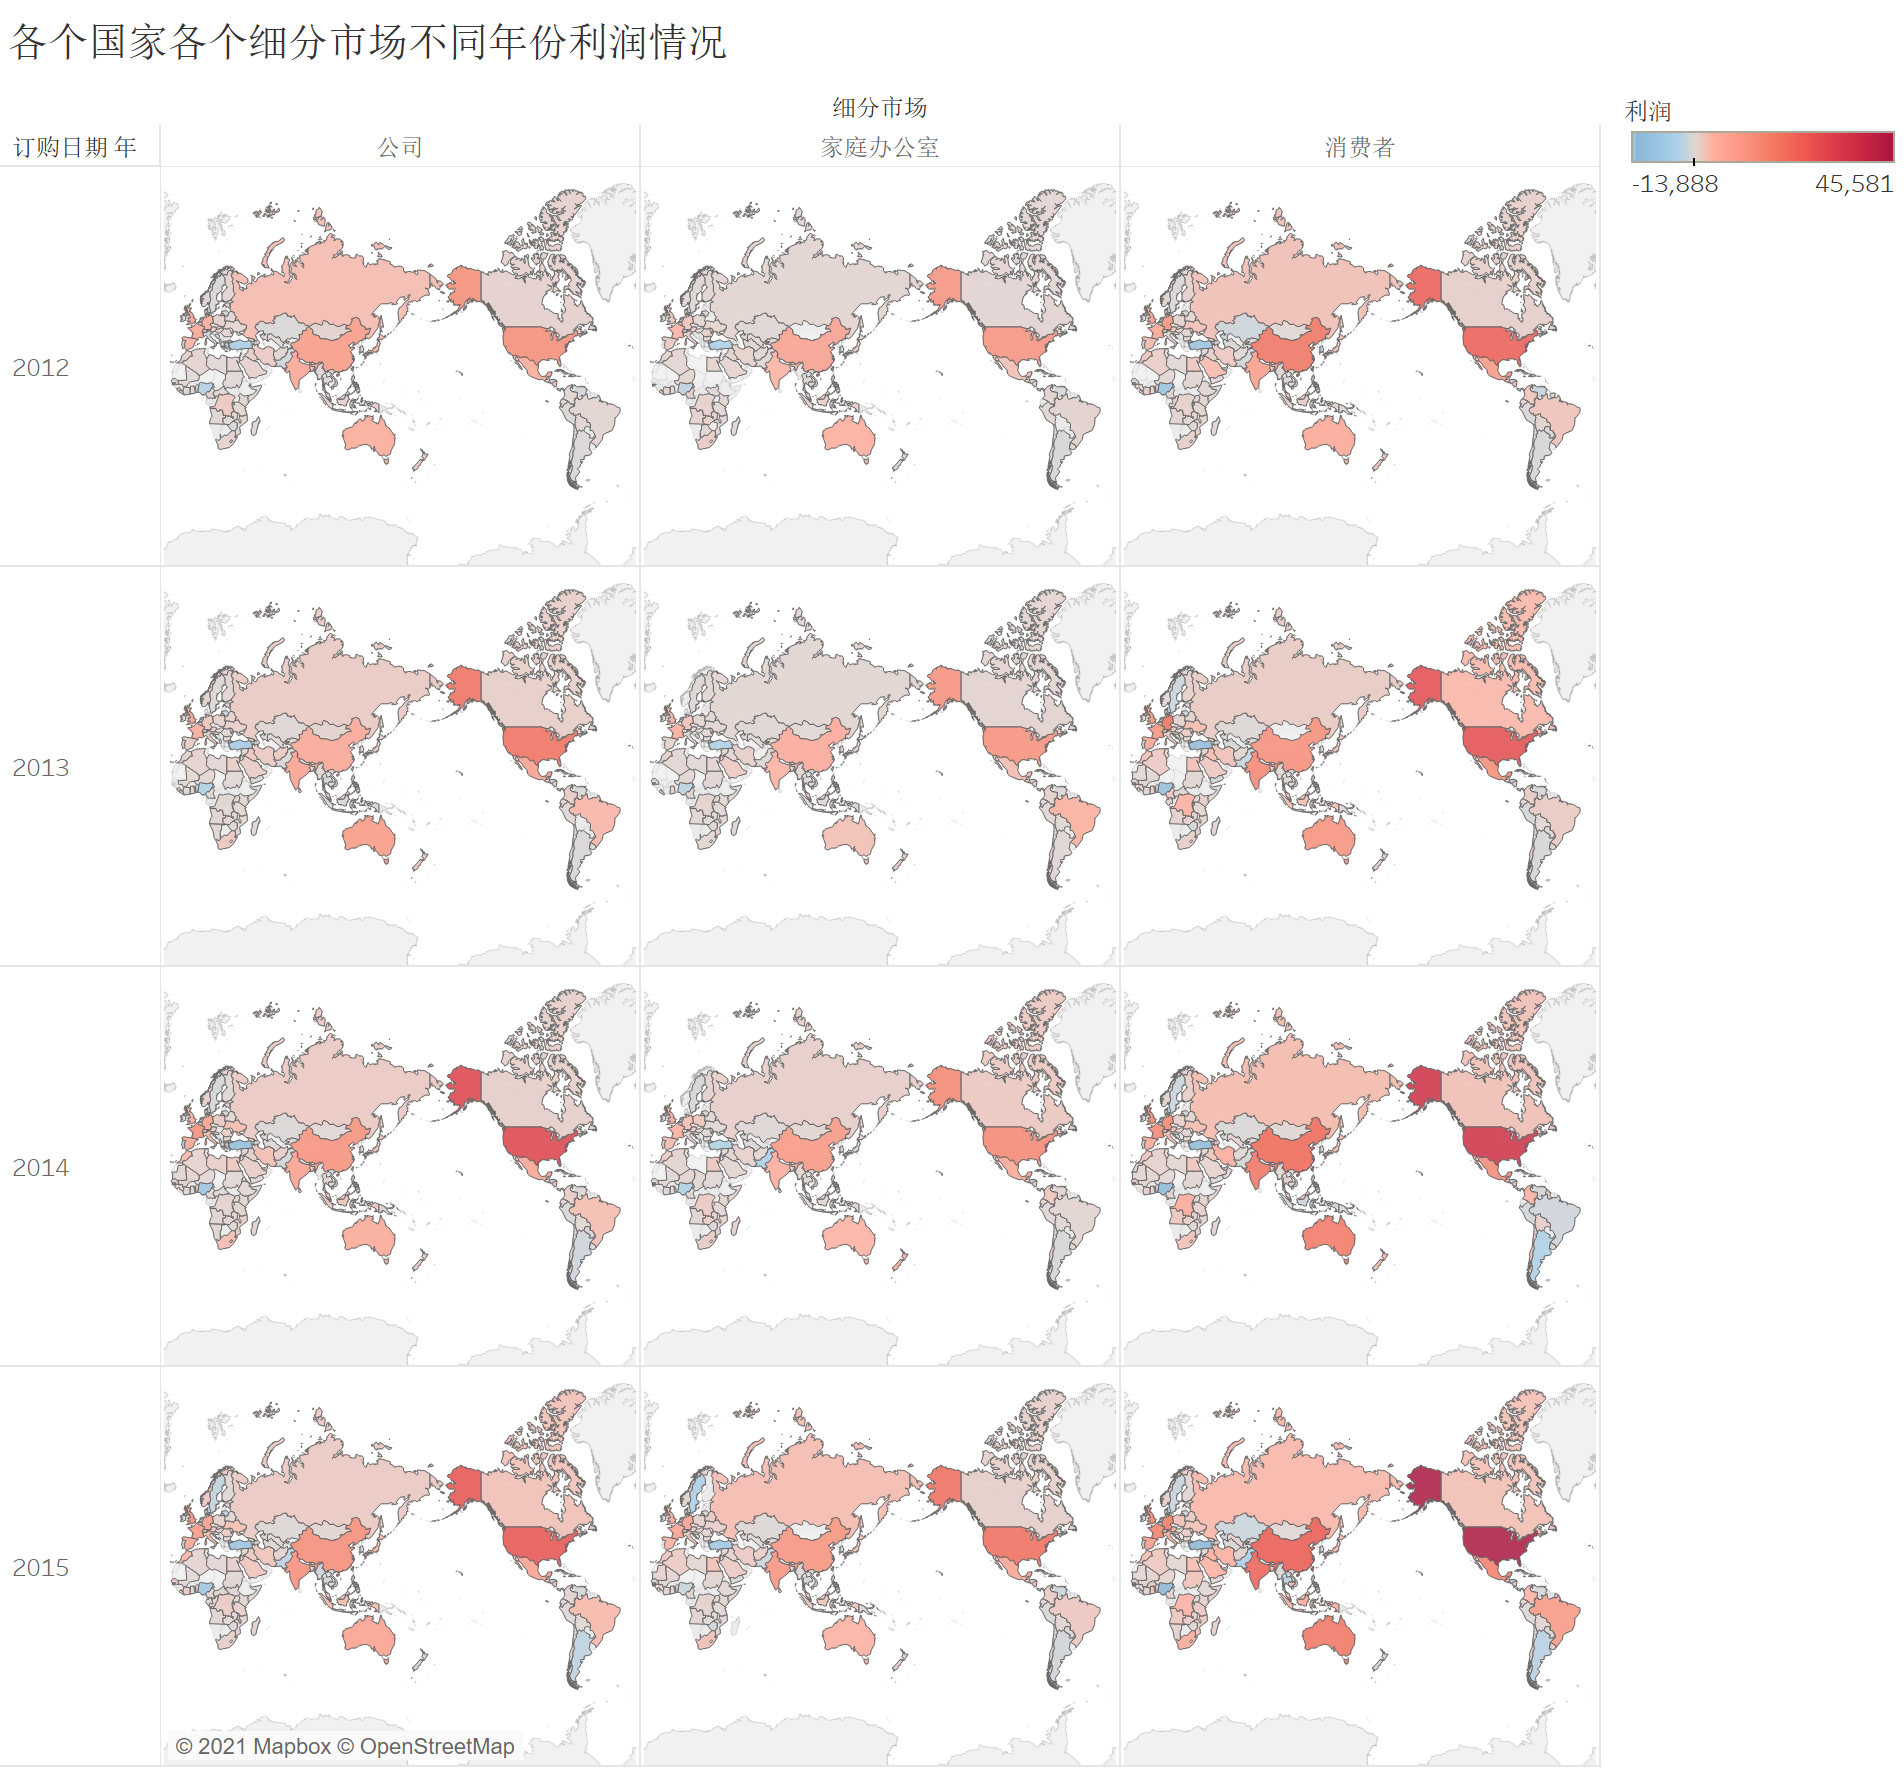 各个国家各个细分市场不同年份利润情况
细分市场
订购日期 年
公司
家庭办公室
消费者
利润
-13,888
45,581
2012
2013
2014
2015
© 2021 Mapbox © OpenStreetMap